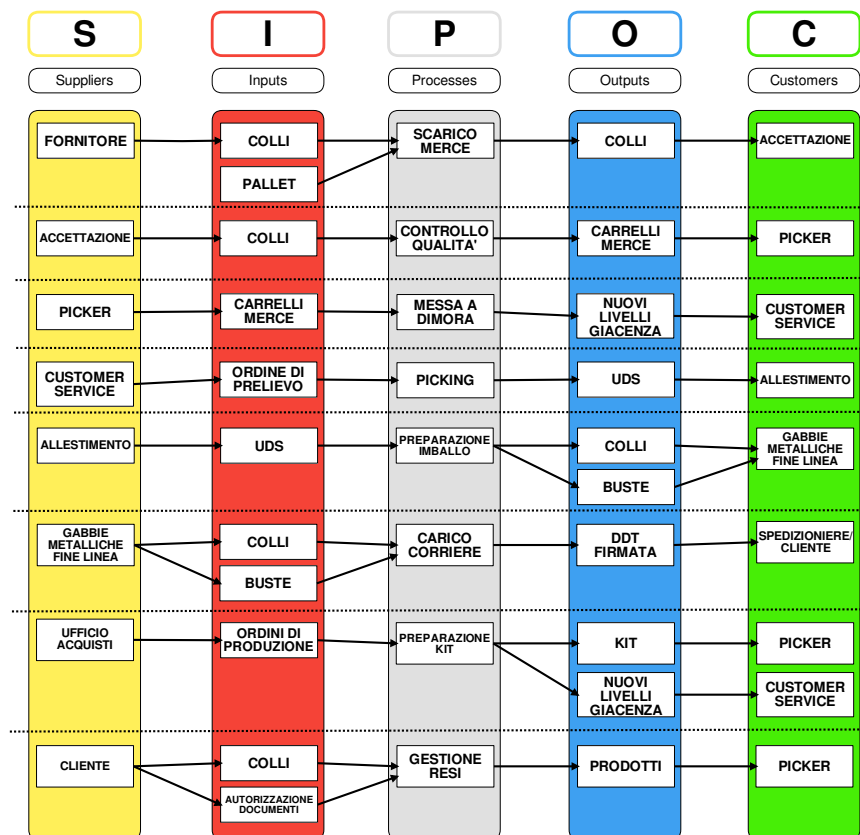 S I P O C
Suppliers Inputs Processes Outputs Customers
FORNITORE
COLLI
PALLET
SCARICO
MERCE
COLLI
ACCETTAZIONE
ACCETTAZIONE
COLLI
CONTROLLO
QUALITA'
CARRELLI
MERCE
PICKER
PICKER
CARRELLI
MERCE
MESSA A
DIMORA
NUOVI
LIVELLI
GIACENZA
CUSTOMER
SERVICE
CUSTOMER
SERVICE
ORDINE DI
PRELIEVO
PICKING
UDS
ALLESTIMENTO
ALLESTIMENTO
UDS
PREPARAZIONE
IMBALLO
COLLI
BUSTE
GABBIE
METALLICHE
FINE LINEA
GABBIE
METALLICHE
FINE LINEA
COLLI
BUSTE
CARICO
CORRIERE
DDT
FIRMATA
SPEDIZIONIERE/
CLIENTE
UFFICIO
ACQUISTI
ORDINI DI
PRODUZIONE
PREPARAZIONE
KIT
KIT
NUOVI
LIVELLI
GIACENZA
PICKER
CUSTOMER
SERVICE
CLIENTE
COLLI
AUTORIZZAZIONE
DOCUMENTI
GESTIONE
RESI
PRODOTTI
PICKER